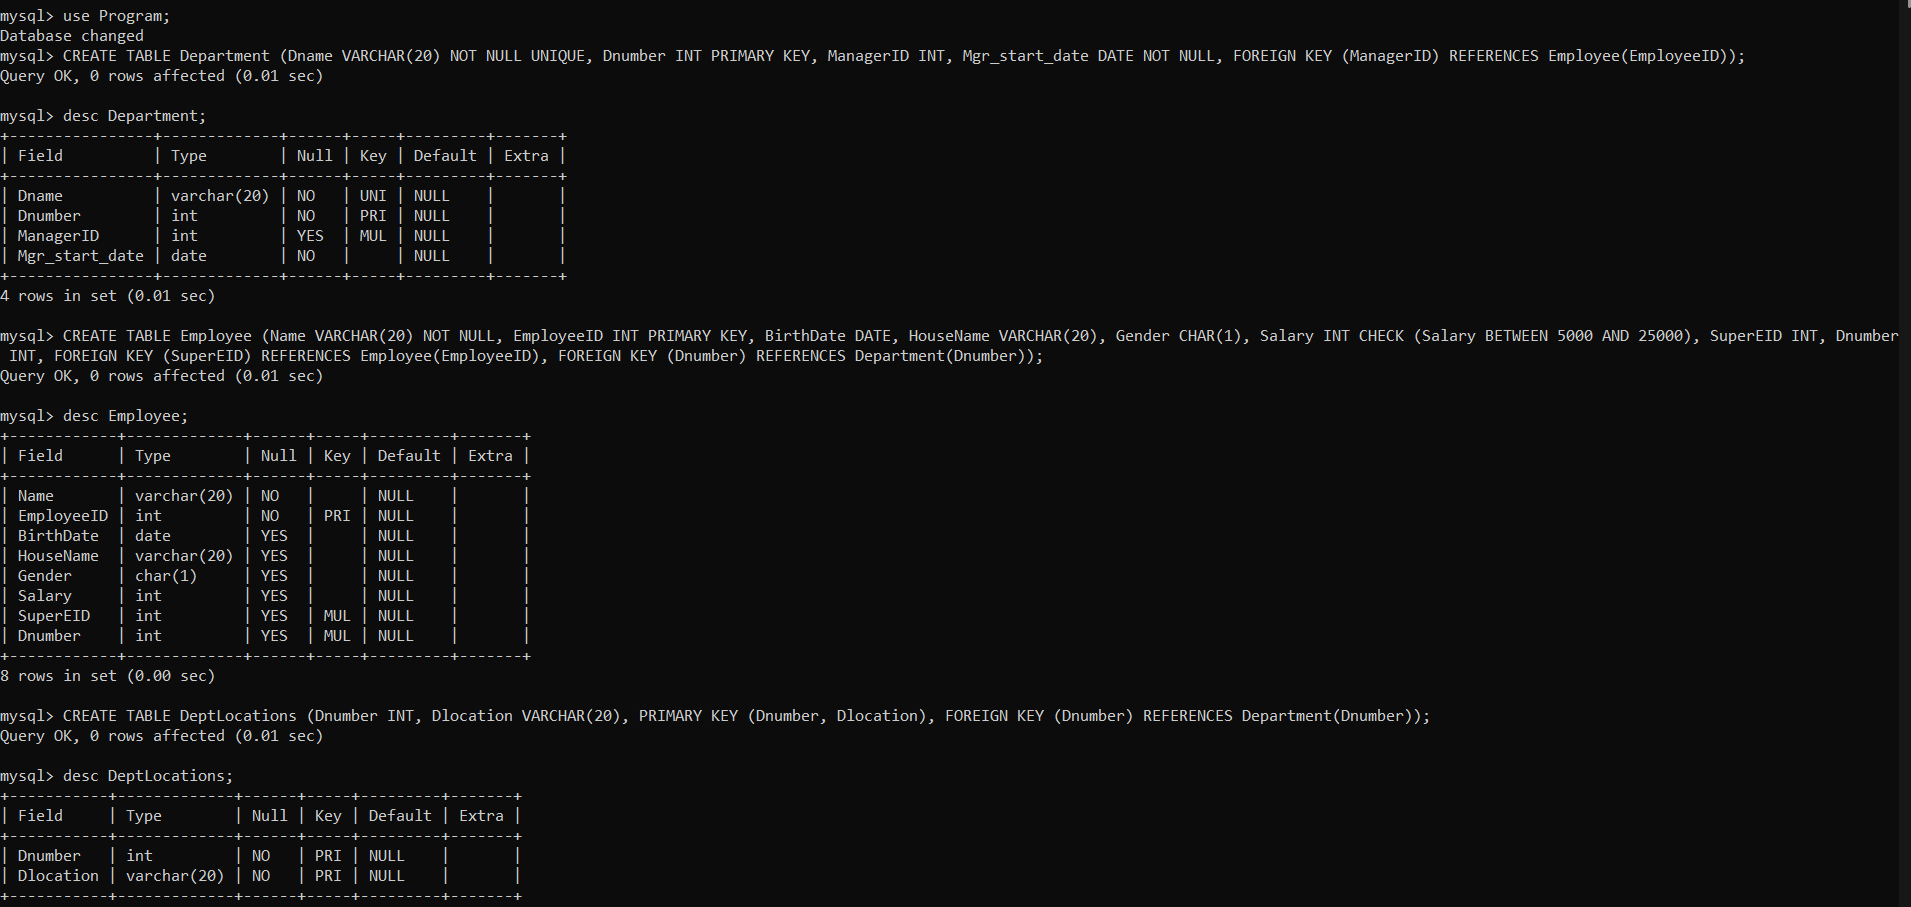 mysql> use Program;
Database changed
mysql> CREATE TABLE Department (Dname VARCHAR(20) NOT NULL UNIQUE, Dnumber INT PRIMARY KEY, ManagerID INT, Mgr_start_date DATE NOT NULL, FOREIGN KEY (ManagerID) REFERENCES Employee(EmployeeID));
Query OK, 0 rows affected (0.01 sec)

mysql> desc Department;
+----------------+-------------+------+-----+---------+-------+
| Field          | Type        | Null | Key | Default | Extra |
+----------------+-------------+------+-----+---------+-------+
| Dname          | varchar(20) | NO   | UNI | NULL    |       |
| Dnumber        | int         | NO   | PRI | NULL    |       |
| ManagerID      | int         | YES  | MUL | NULL    |       |
| Mgr_start_date | date        | NO   |     | NULL    |       |
+----------------+-------------+------+-----+---------+-------+
4 rows in set (0.01 sec)

mysql> CREATE TABLE Employee (Name VARCHAR(20) NOT NULL, EmployeeID INT PRIMARY KEY, BirthDate DATE, HouseName VARCHAR(20), Gender CHAR(1), Salary INT CHECK (Salary BETWEEN 5000 AND 25000), SuperEID INT, Dnumber
 INT, FOREIGN KEY (SuperEID) REFERENCES Employee(EmployeeID), FOREIGN KEY (Dnumber) REFERENCES Department(Dnumber));
Query OK, 0 rows affected (0.01 sec)

mysql> desc Employee;
+------------+-------------+------+-----+---------+-------+
| Field      | Type        | Null | Key | Default | Extra |
+------------+-------------+------+-----+---------+-------+
| Name       | varchar(20) | NO   |     | NULL    |       |
| EmployeeID | int         | NO   | PRI | NULL    |       |
| BirthDate  | date        | YES  |     | NULL    |       |
| HouseName  | varchar(20) | YES  |     | NULL    |       |
| Gender     | char(1)     | YES  |     | NULL    |       |
| Salary     | int         | YES  |     | NULL    |       |
| SuperEID   | int         | YES  | MUL | NULL    |       |
| Dnumber    | int         | YES  | MUL | NULL    |       |
+------------+-------------+------+-----+---------+-------+
8 rows in set (0.00 sec)

mysql> CREATE TABLE DeptLocations (Dnumber INT, Dlocation VARCHAR(20), PRIMARY KEY (Dnumber, Dlocation), FOREIGN KEY (Dnumber) REFERENCES Department(Dnumber));
Query OK, 0 rows affected (0.01 sec)

mysql> desc DeptLocations;
+-----------+-------------+------+-----+---------+-------+
| Field     | Type        | Null | Key | Default | Extra |
+-----------+-------------+------+-----+---------+-------+
| Dnumber   | int         | NO   | PRI | NULL    |       |
| Dlocation | varchar(20) | NO   | PRI | NULL    |       |
+-----------+-------------+------+-----+---------+-------+